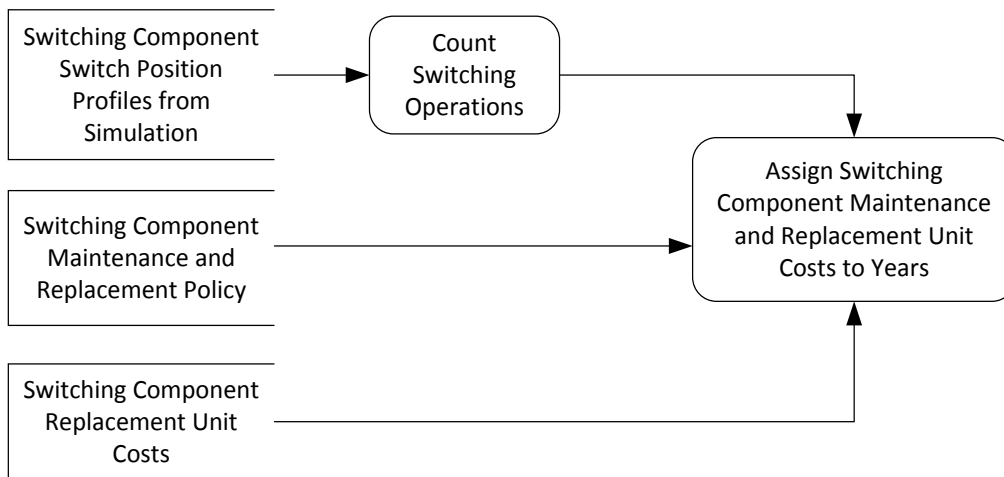 Switching Component
Switch Position
Profiles from
Simulation
Count
Switching
Operations
Assign Switching
Component Maintenance
and Replacement Unit
Costs to Years
Switching Component
Maintenance and
Replacement Policy
Switching Component
Replacement Unit
Costs